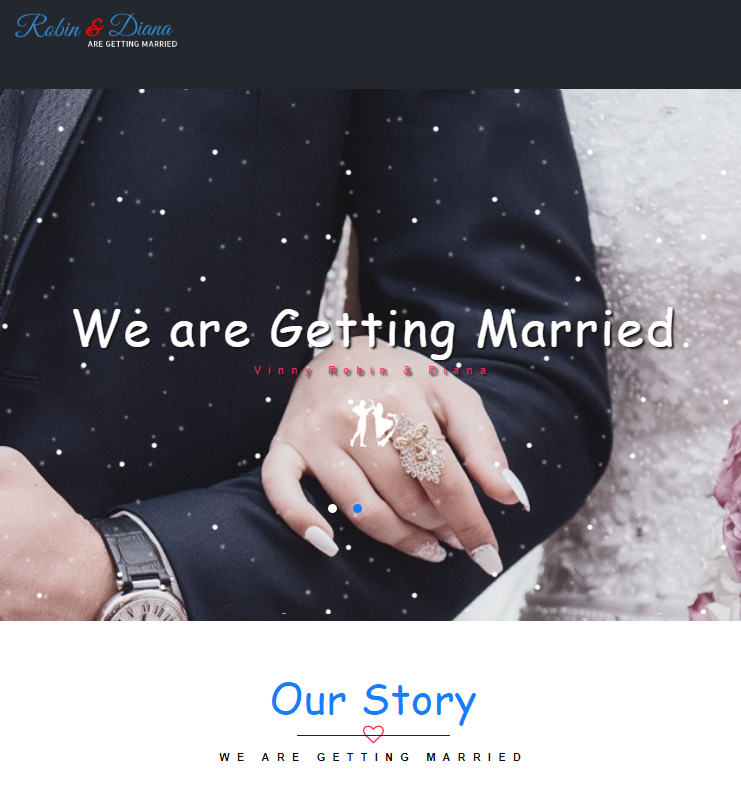 Robin & Diana
ARE GETTING MARRIED
We are Getting Married
Vinny Robin & Diana
Our Story
WE ARE GETTING MARRIED